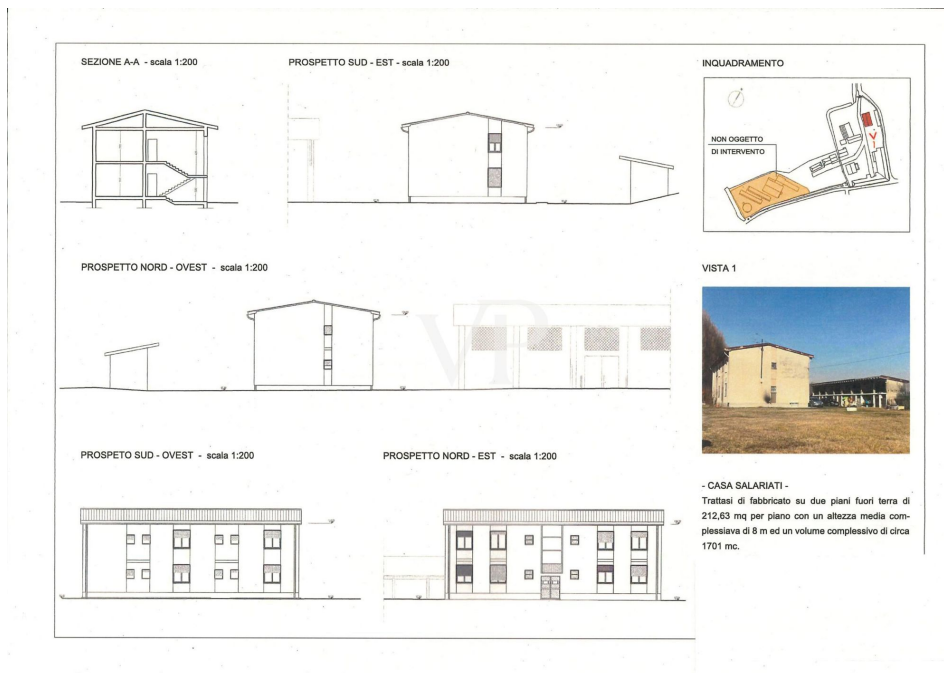 SEZIONE A-A - scala 1:200
PROSPETTO SUD - EST - scala 1:200
INQUADRAMENTO
NON OGGETTO
DI INTERVENTO
PROSPETTO NORD - OVEST - scala 1:200
VISTA 1
VP
PROSPETO SUD - OVEST - scala 1:200
PROSPETTO NORD - EST - scala 1:200
- CASA SALARIATI -
Trattasi di fabbricato su due piani fuori terra di
212,63 mq per piano con un altezza media com-
plessiava di 8 m ed un volume complessivo di circa
1701 mc.